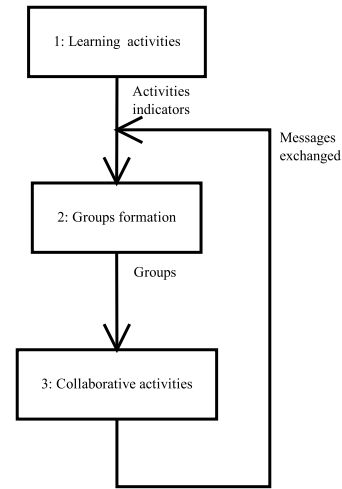 1: Learning activities
Activities
indicators
Messages
exchanged
2: Groups formation
Groups
3: Collaborative activities